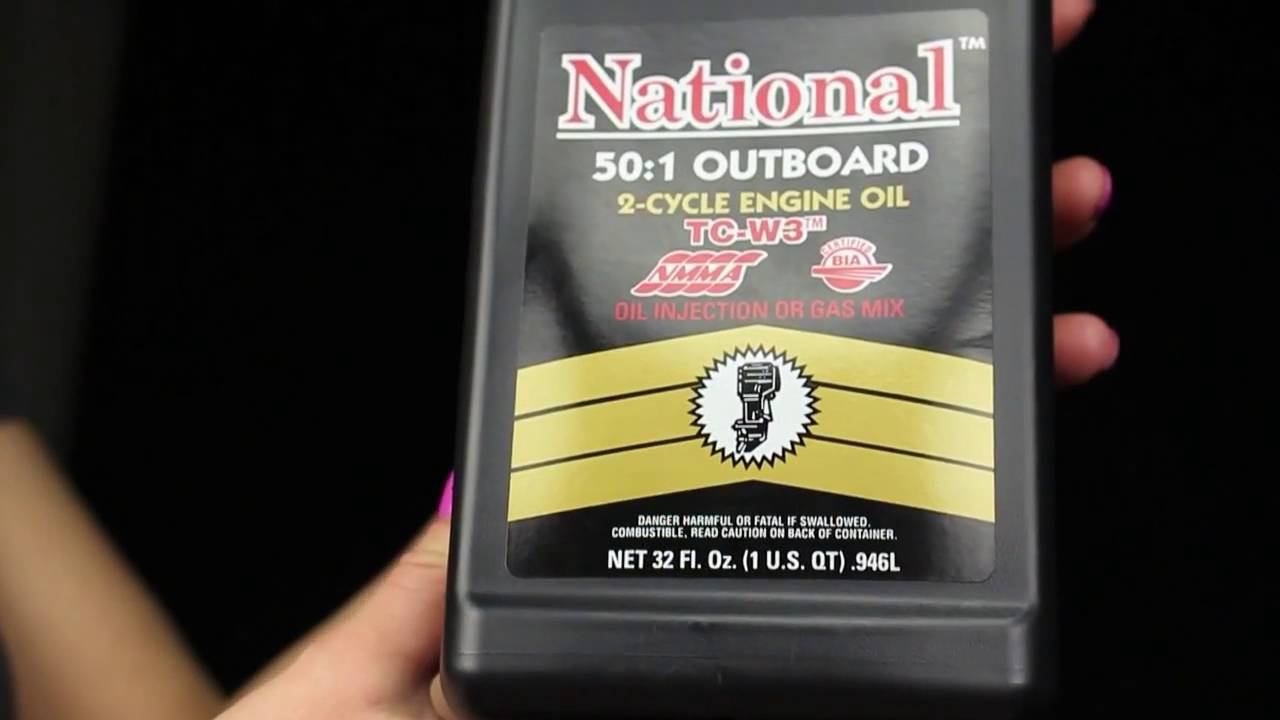 National™
50:1 OUTBOARD
2-CYCLE ENGINE OIL
TC-W3™
NMMA
CERTIFIED
BIA
OIL INJECTION OR GAS MIX
DANGER HARMFUL OR FATAL IF SWALLOWED.
COMBUSTIBLE, READ CAUTION ON BACK OF CONTAINER.
NET 32 Fl. Oz. (1 U.S. QT) .946L